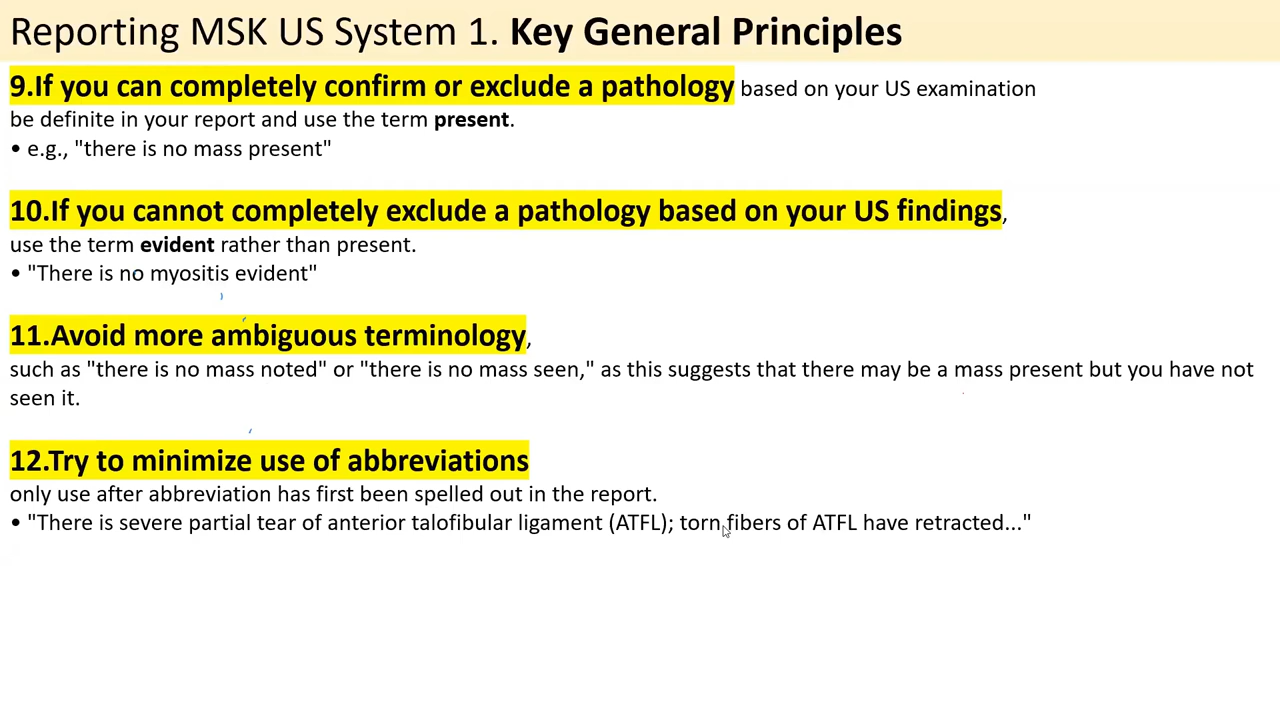 Reporting MSK US System 1. Key General Principles
9.If you can completely confirm or exclude a pathology based on your US examination
be definite in your report and use the term present.
• e.g., "there is no mass present"
10.If you cannot completely exclude a pathology based on your US findings,
use the term evident rather than present.
• "There is no myositis evident"
11.Avoid more ambiguous terminology,
such as "there is no mass noted" or "there is no mass seen," as this suggests that there may be a mass present but you have not
seen it.
12.Try to minimize use of abbreviations
only use after abbreviation has first been spelled out in the report.
• "There is severe partial tear of anterior talofibular ligament (ATFL); torn fibers of ATFL have retracted..."